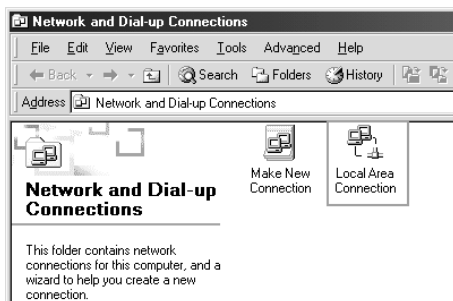 Network and Dial-up Connections
File Edit View Favorites Tools Advanced Help
Back Search Folders History
Address Network and Dial-up Connections
Make New Connection
Local Area Connection
Network and Dial-up
Connections
This folder contains network
connections for this computer, and a
wizard to help you create a new
connection.